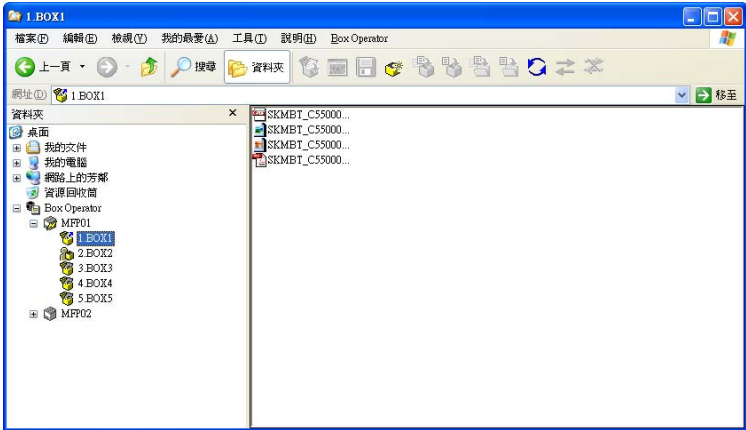 1.BOX1
檔案(F) 編輯(E) 檢視(V) 我的最愛(A) 工具(T) 說明(H) Box Operator
上一頁 搜尋 資料夾
網址(D) 1.BOX1 移至
資料夾
桌面
我的文件
我的電腦
網路上的芳鄰
資源回收筒
Box Operator
MFP01
1.BOX1
2.BOX2
3.BOX3
4.BOX4
5.BOX5
MFP02
SKMBT_C55000...
SKMBT_C55000...
SKMBT_C55000...
SKMBT_C55000...